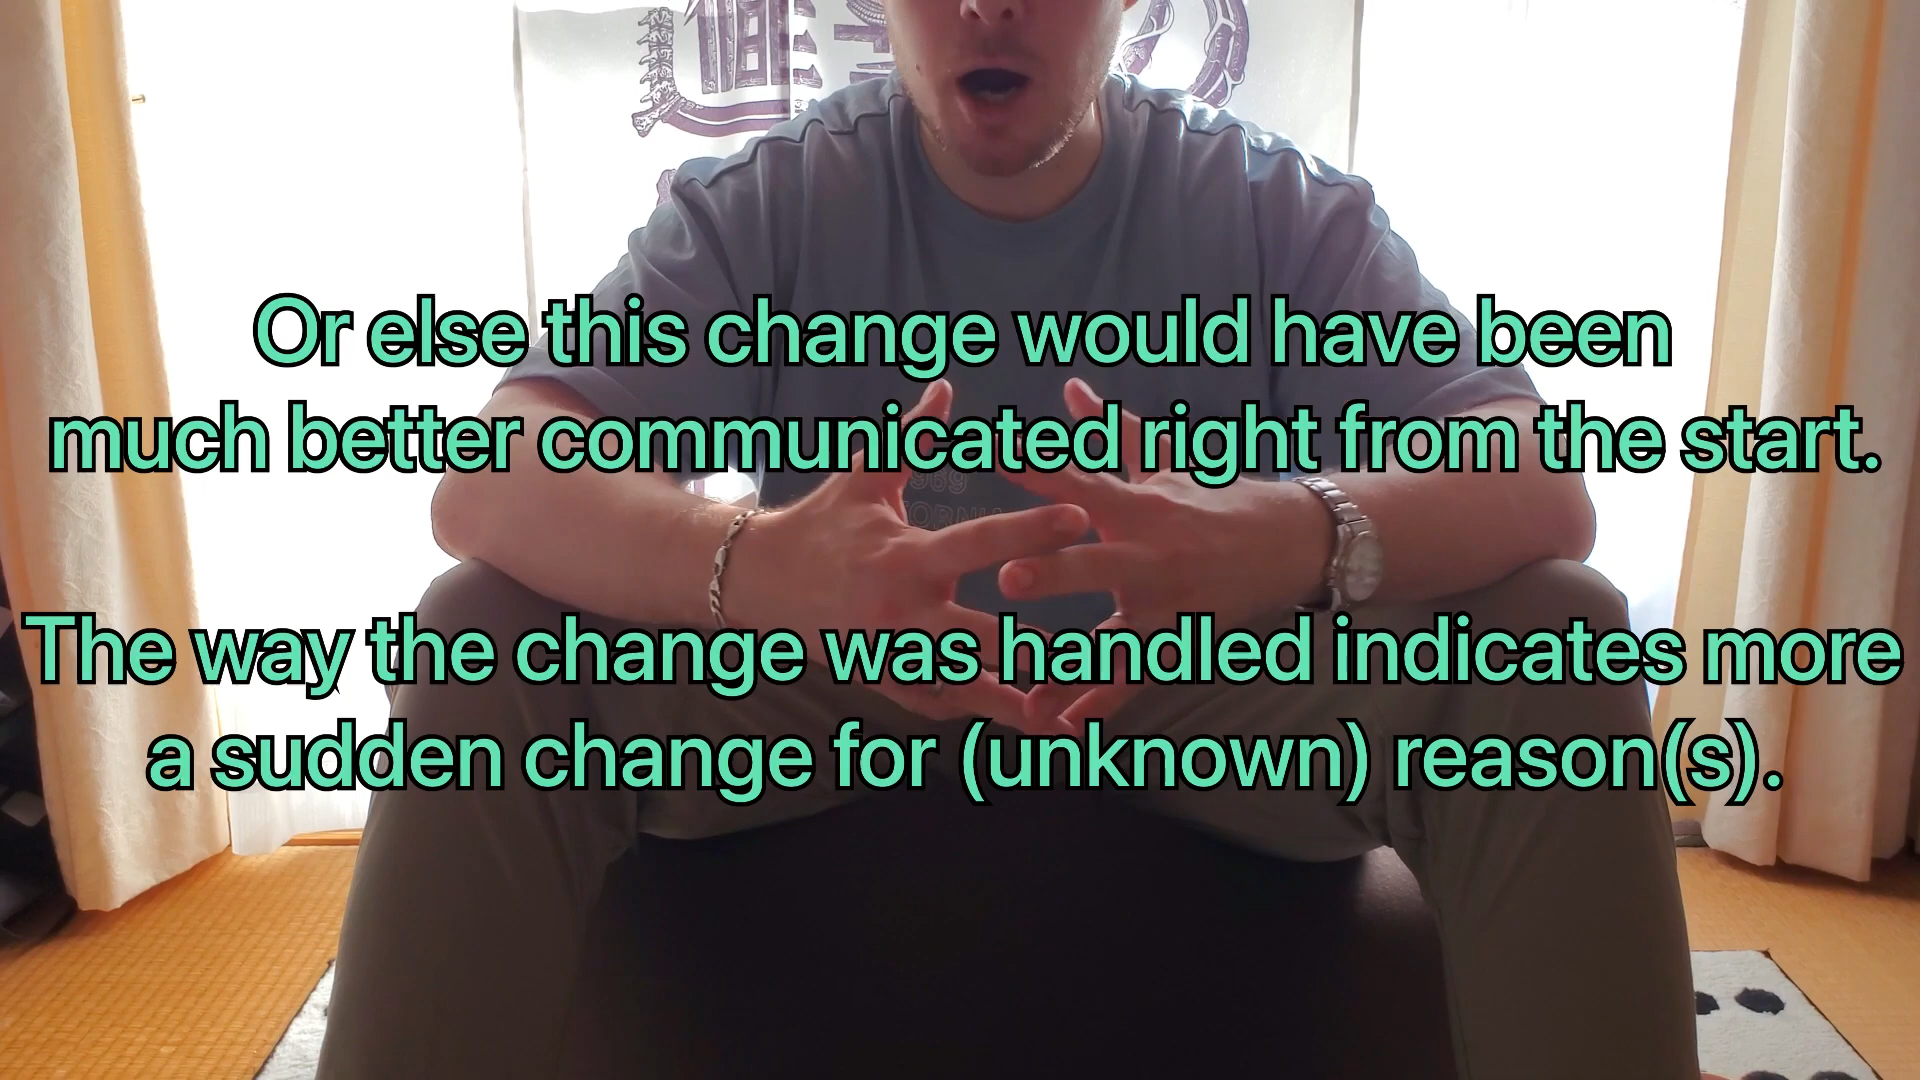 Or else this change would have been
much better communicated right from the start.
969
The way the change was handled indicates more
a sudden change for (unknown) reason(s).